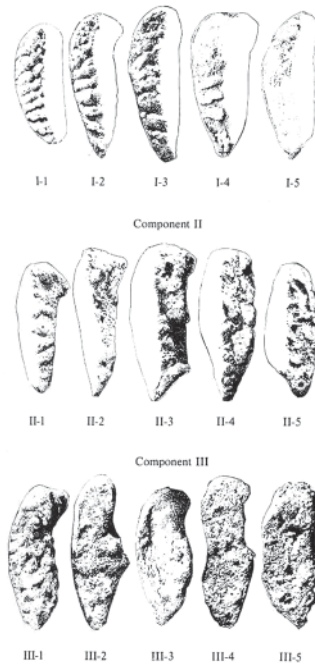 I-1 I-2 I-3 I-4 I-5
Component II
II-1 II-2 II-3 II-4 II-5
Component III
III-1 III-2 III-3 III-4 III-5